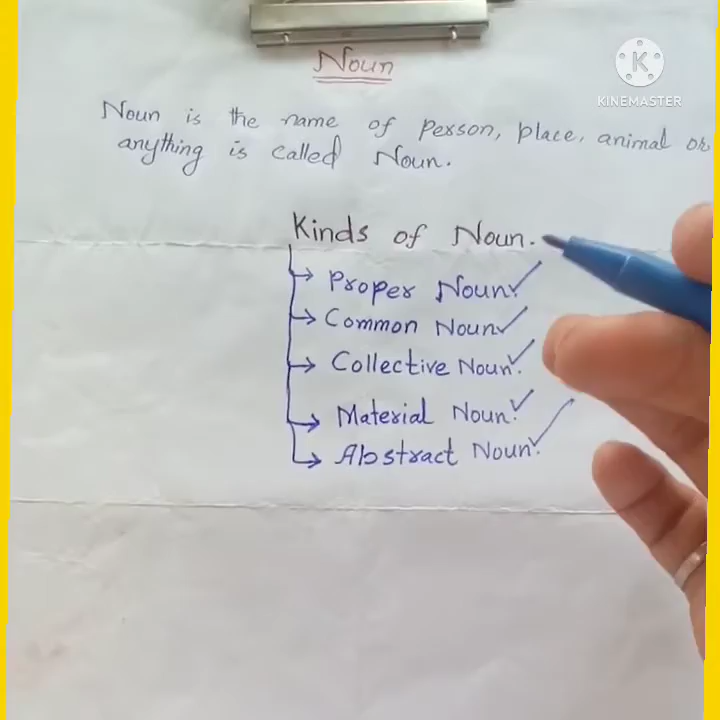 Noun
KINEMASTER
Noun is the name of person, place, animal or
anything is called Noun.
Kinds of Noun.
Proper Noun.
Common Noun
Collective Noun.
Material Noun.
Abstract Noun.